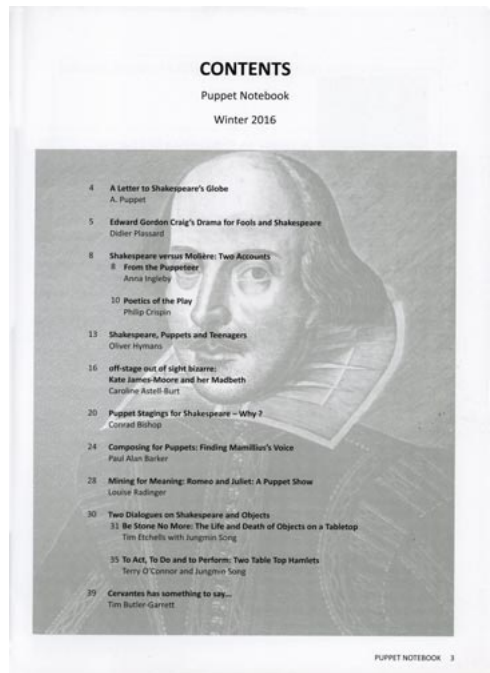 CONTENTS
Puppet Notebook
Winter 2016
4 A Letter to Shakespeare's Globe
A. Puppet
5 Edward Gordon Craig's Drama for Fools and Shakespeare
Didier Plassard
8 Shakespeare versus Molière: Two Accounts
8 From the Puppeteer
Anna Ingleby
10 Poetics of the Play
Philip Crispin
13 Shakespeare, Puppets and Teenagers
Oliver Hymans
16 off-stage out of sight bizarre:
Kate James-Moore and her Madbeth
Caroline Astell-Burt
20 Puppet Stagings for Shakespeare – Why ?
Conrad Bishop
24 Composing for Puppets: Finding Mamillius's Voice
Paul Alan Barker
28 Mining for Meaning: Romeo and Juliet: A Puppet Show
Louise Radinger
30 Two Dialogues on Shakespeare and Objects
31 Be Stone No More: The Life and Death of Objects on a Tabletop
Tim Etchells with Jungmin Song
35 To Act, To Do and to Perform: Two Table Top Hamlets
Terry O'Connor and Jungmin Song
39 Cervantes has something to say...
Tim Butler-Garrett
PUPPET NOTEBOOK 3